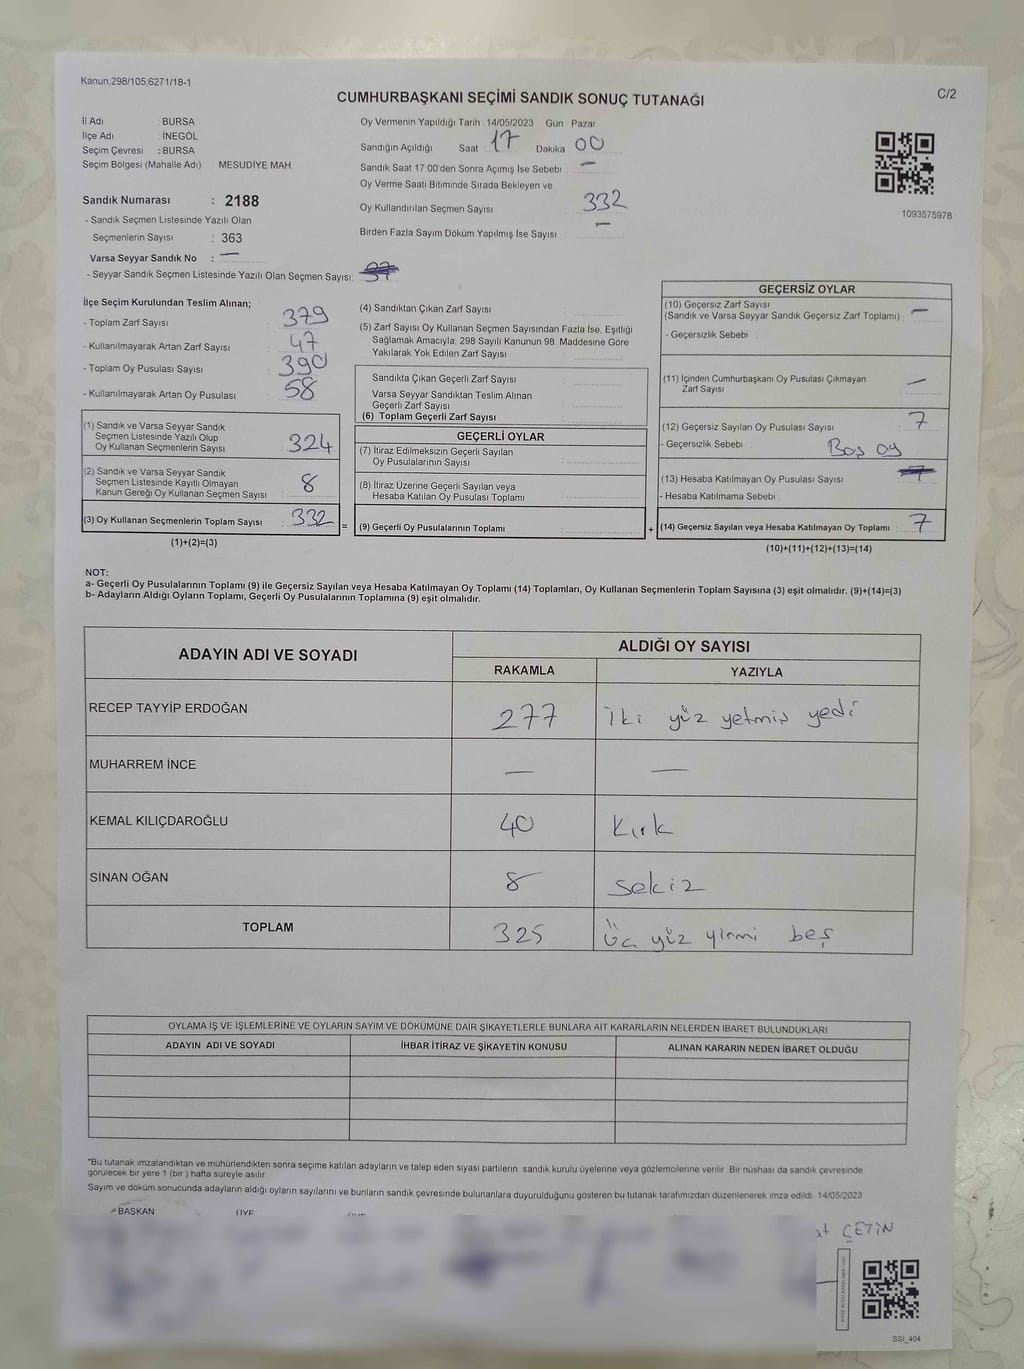 Kanun;298/105;6271/18-1
C/2
CUMHURBAŞKANI SEÇİMİ SANDIK SONUÇ TUTANAĞI
İl Adı : BURSA
İlçe Adı : İNEGÖL
Seçim Çevresi : BURSA
Seçim Bölgesi (Mahalle Adı) : MESUDİYE MAH
Sandık Numarası : 2188
- Sandık Seçmen Listesinde Yazılı Olan
Seçmenlerin Sayısı : 363
Varsa Seyyar Sandık No : —
- Seyyar Sandık Seçmen Listesinde Yazılı Olan Seçmen Sayısı:
Oy Vermenin Yapıldığı Tarih : 14/05/2023 Gün : Pazar
Sandığın Açıldığı Saat : 17 Dakika : 00
Sandık Saat 17:00'den Sonra Açımış İse Sebebi : —
Oy Verme Saati Bitiminde Sırada Bekleyen ve
Oy Kullandırılan Seçmen Sayısı : 332
Birden Fazla Sayım Döküm Yapılmış İse Sayısı : —
1093575978
İlçe Seçim Kurulundan Teslim Alınan;
- Toplam Zarf Sayısı : 379
- Kullanılmayarak Artan Zarf Sayısı : 47
- Toplam Oy Pusulası Sayısı : 390
- Kullanılmayarak Artan Oy Pusulası : 58
(1) Sandık ve Varsa Seyyar Sandık
Seçmen Listesinde Yazılı Olup
Oy Kullanan Seçmenlerin Sayısı : 324
(2) Sandık ve Varsa Seyyar Sandık
Seçmen Listesinde Kayıtlı Olmayan
Kanun Gereği Oy Kullanan Seçmen Sayısı : 8
(3) Oy Kullanan Seçmenlerin Toplam Sayısı : 332
(1)+(2)=(3)
=
(4) Sandıktan Çıkan Zarf Sayısı :
(5) Zarf Sayısı Oy Kullanan Seçmen Sayısından Fazla İse, Eşitliği
Sağlamak Amacıyla; 298 Sayılı Kanunun 98. Maddesine Göre
Yakılarak Yok Edilen Zarf Sayısı :
Sandıkta Çıkan Geçerli Zarf Sayısı :
Varsa Seyyar Sandıktan Teslim Alınan
Geçerli Zarf Sayısı :
(6) Toplam Geçerli Zarf Sayısı :
GEÇERLİ OYLAR
(7) İtiraz Edilmeksizin Geçerli Sayılan
Oy Pusulalarının Sayısı :
(8) İtiraz Üzerine Geçerli Sayılan veya
Hesaba Katılan Oy Pusulası Toplamı :
(9) Geçerli Oy Pusulalarının Toplamı :
+
GEÇERSİZ OYLAR
(10) Geçersiz Zarf Sayısı
(Sandık ve Varsa Seyyar Sandık Geçersiz Zarf Toplamı) : —
- Geçersizlik Sebebi :
(11) İçinden Cumhurbaşkanı Oy Pusulası Çıkmayan
Zarf Sayısı : —
(12) Geçersiz Sayılan Oy Pusulası Sayısı : 7
- Geçersizlik Sebebi : Boş oy
(13) Hesaba Katılmayan Oy Pusulası Sayısı :
- Hesaba Katılmama Sebebi :
(14) Geçersiz Sayılan veya Hesaba Katılmayan Oy Toplamı : 7
(10)+(11)+(12)+(13)=(14)
NOT:
a- Geçerli Oy Pusulalarının Toplamı (9) ile Geçersiz Sayılan veya Hesaba Katılmayan Oy Toplamı (14) Toplamları, Oy Kullanan Seçmenlerin Toplam Sayısına (3) eşit olmalıdır. (9)+(14)=(3)
b- Adayların Aldığı Oyların Toplamı, Geçerli Oy Pusulalarının Toplamına (9) eşit olmalıdır.
ADAYIN ADI VE SOYADI ALDIĞI OY SAYISI
RAKAMLA YAZIYLA
RECEP TAYYİP ERDOĞAN 277 İki yüz yetmiş yedi
MUHARREM İNCE — —
KEMAL KILIÇDAROĞLU 40 Kırk
SİNAN OĞAN 8 Sekiz
TOPLAM 325 Üç yüz yirmi beş
OYLAMA İŞ VE İŞLEMLERİNE VE OYLARIN SAYIM VE DÖKÜMÜNE DAİR ŞİKAYETLERLE BUNLARA AİT KARARLARIN NELERDEN İBARET BULUNDUKLARI
ADAYIN ADI VE SOYADI İHBAR İTİRAZ VE ŞİKAYETİN KONUSU ALINAN KARARIN NEDEN İBARET OLDUĞU
*Bu tutanak imzalandıktan ve mühürlendikten sonra seçime katılan adayların ve talep eden siyasi partilerin sandık kurulu üyelerine veya gözlemcilerine verilir. Bir nüshası da sandık çevresinde
görülecek bir yere 1 (bir ) hafta süreyle asılır.
Sayım ve döküm sonucunda adayların aldığı oyların sayılarını ve bunların sandık çevresinde bulunanlara duyurulduğunu gösteren bu tutanak tarafımızdan düzenlenerek imza edildi. 14/05/2023
BAŞKAN ÜYE
ÇETİN
SSI_404